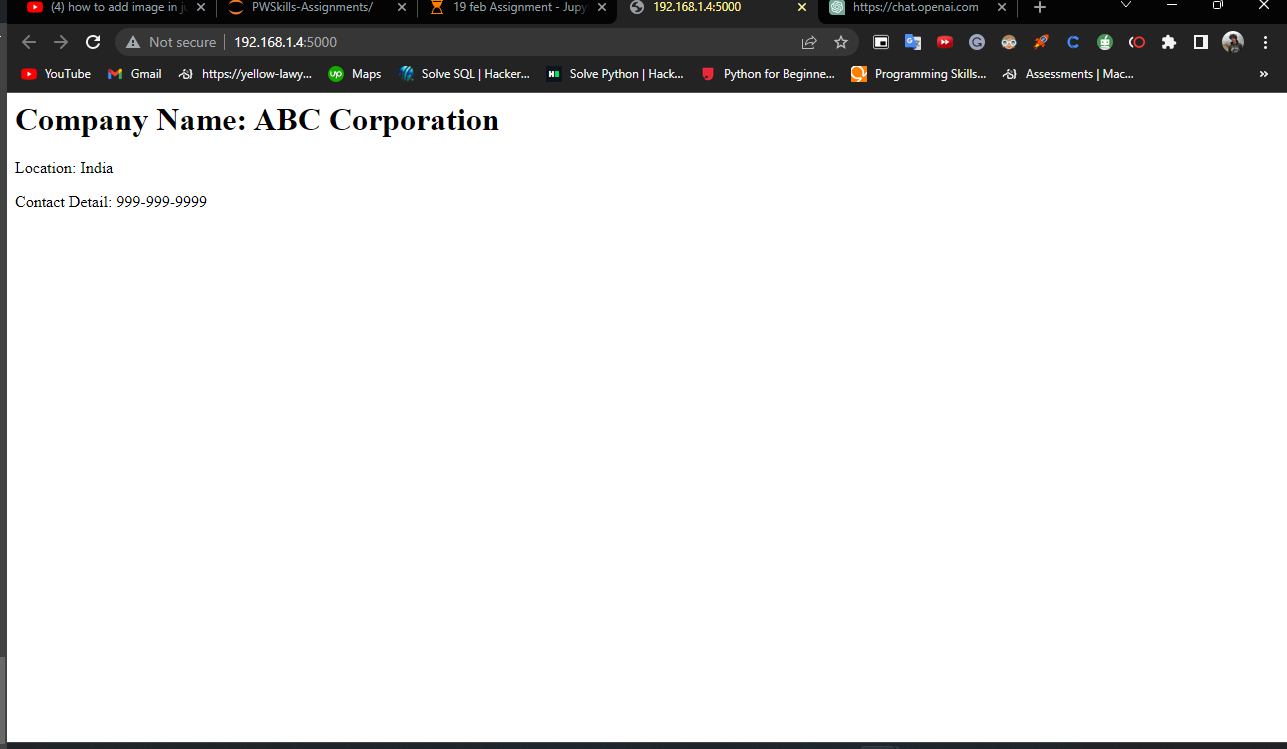 (4) how to add image in ju
PWSkills-Assignments/
19 feb Assignment - Jupy
192.168.1.4:5000
https://chat.openai.com
Not secure
192.168.1.4:5000
YouTube
Gmail
https://yellow-lawy...
up
Maps
Solve SQL | Hacker...
Solve Python | Hack...
Python for Beginne...
Programming Skills...
Assessments | Mac...
»
Company Name: ABC Corporation
Location: India
Contact Detail: 999-999-9999